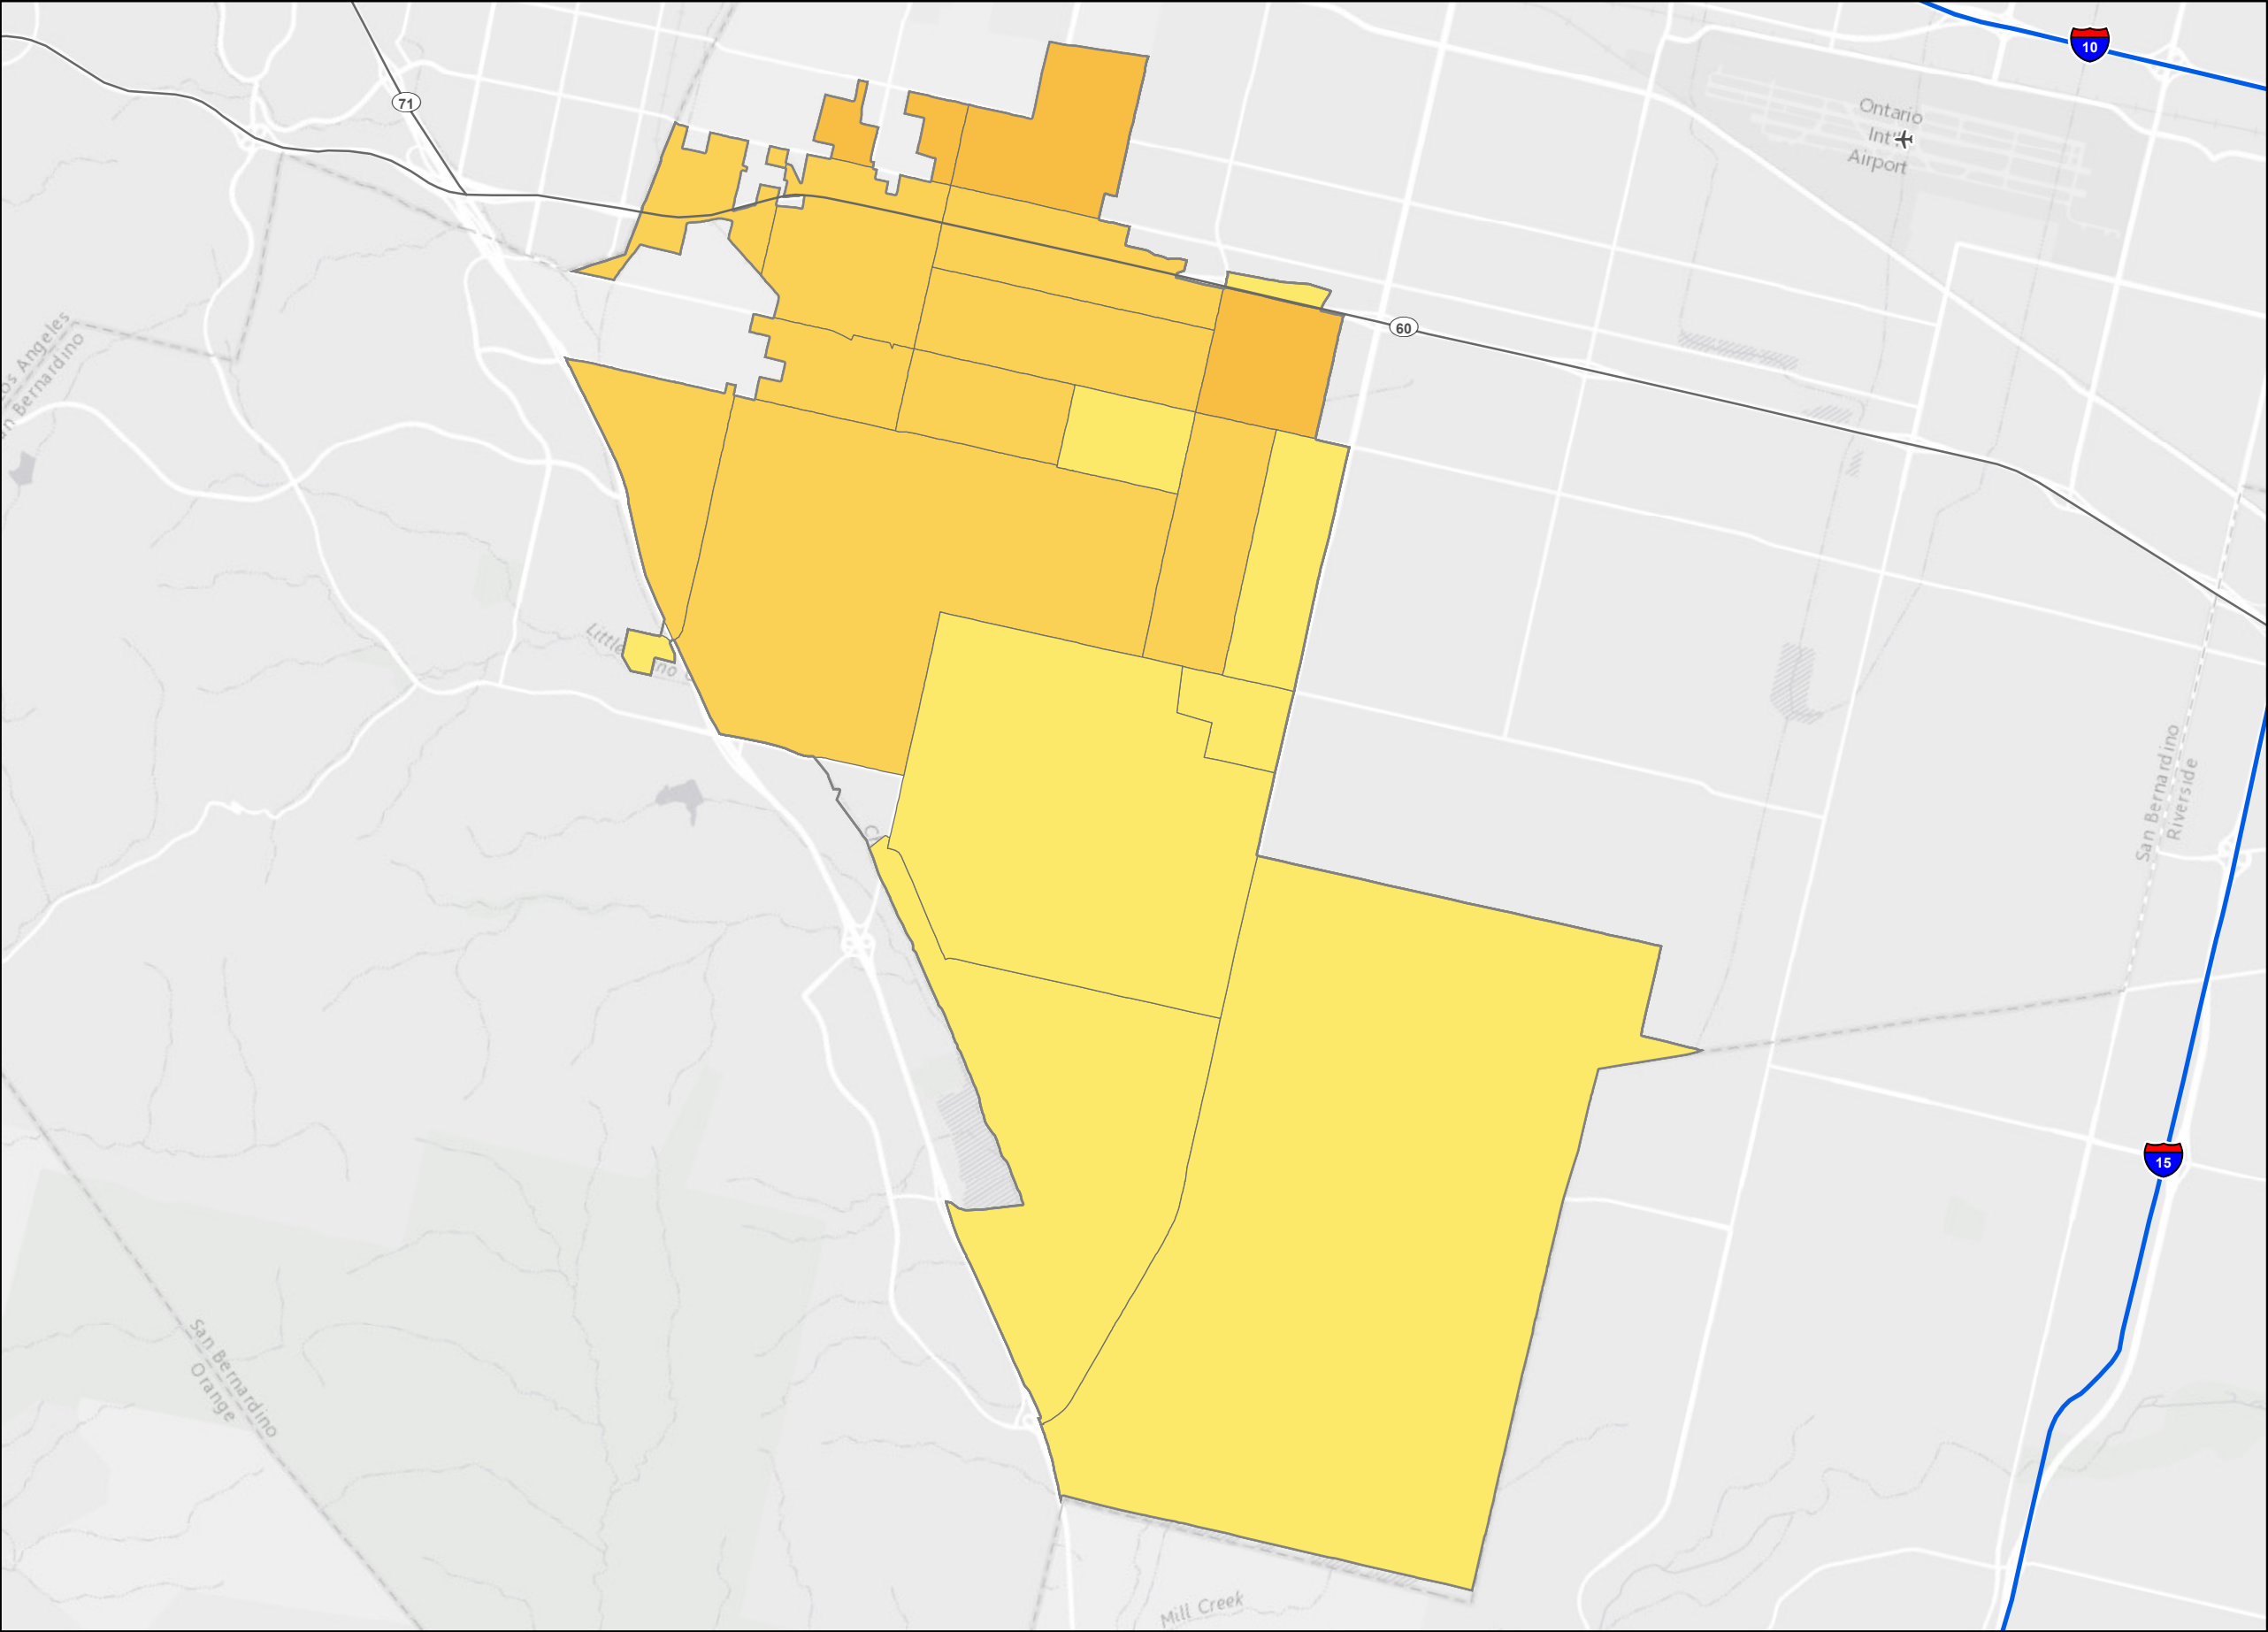 10
71
Ontario
Int'l
Airport
60
Los Angeles
San Bernardino
San Bernardino
Riverside
15
San Bernardino
Orange
Mill Creek